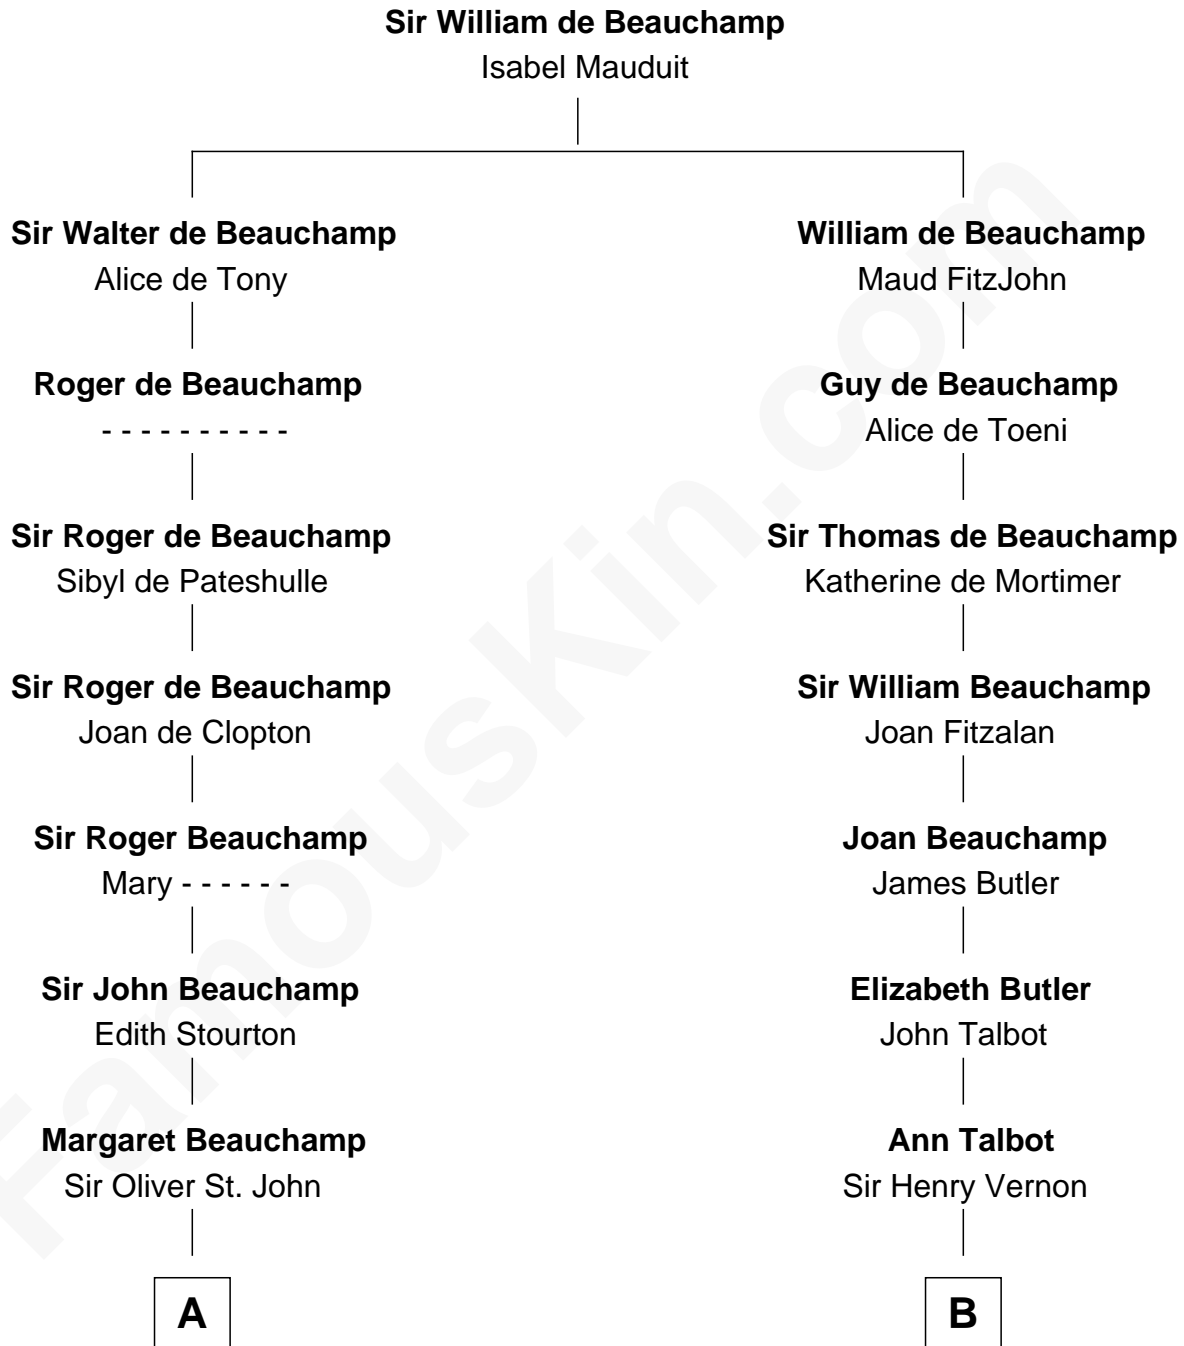 Sir William de Beauchamp
Isabel Mauduit
Sir Walter de Beauchamp
Alice de Tony
William de Beauchamp
Maud FitzJohn
Roger de Beauchamp
- - - - - - - - - -
Guy de Beauchamp
Alice de Toeni
Sir Roger de Beauchamp
Sibyl de Pateshulle
Sir Thomas de Beauchamp
Katherine de Mortimer
Sir Roger de Beauchamp
Joan de Clopton
Sir William Beauchamp
Joan Fitzalan
Sir Roger Beauchamp
Mary - - - - - -
Joan Beauchamp
James Butler
Sir John Beauchamp
Edith Stourton
Elizabeth Butler
John Talbot
Margaret Beauchamp
Sir Oliver St. John
Ann Talbot
Sir Henry Vernon
A
B
FamousKin.com